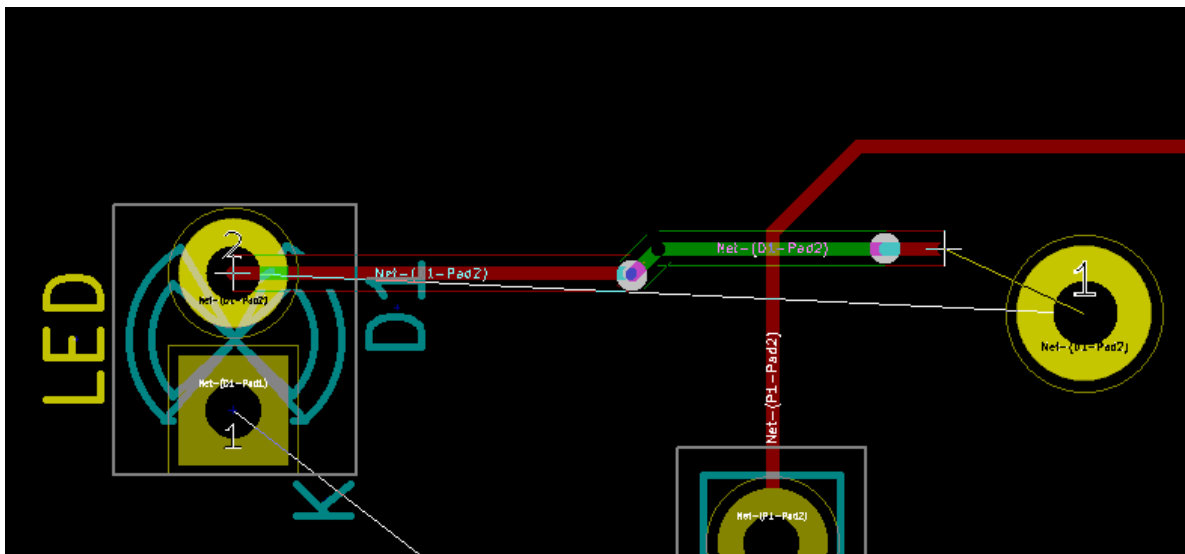 2
Net-(D1-Pad2)
Net-(D1-Pad2)
Net-(D1-Pad2)
1
Net-(D1-Pad2)
LED
D1
Net-(D1-Pad1)
1
Net-(P1-Pad2)
K
Net-(P1-Pad2)